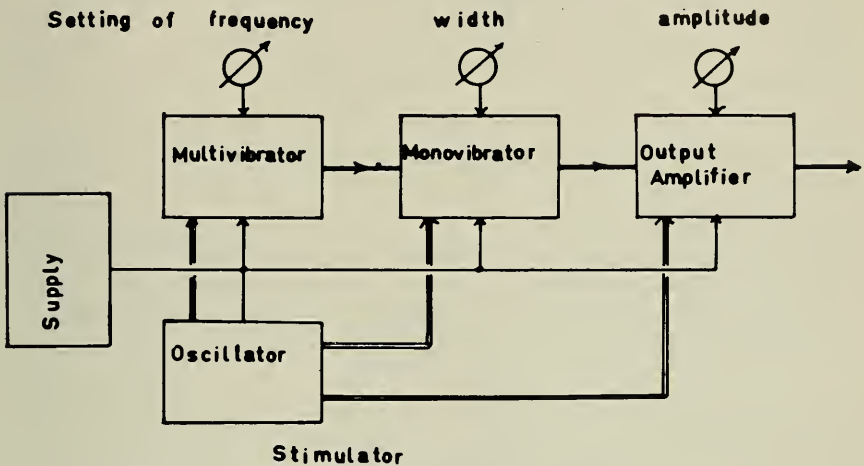 Setting of frequency width amplitude
Multivibrator
Monovibrator
Output
Amplifier
Supply
Oscillator
Stimulator